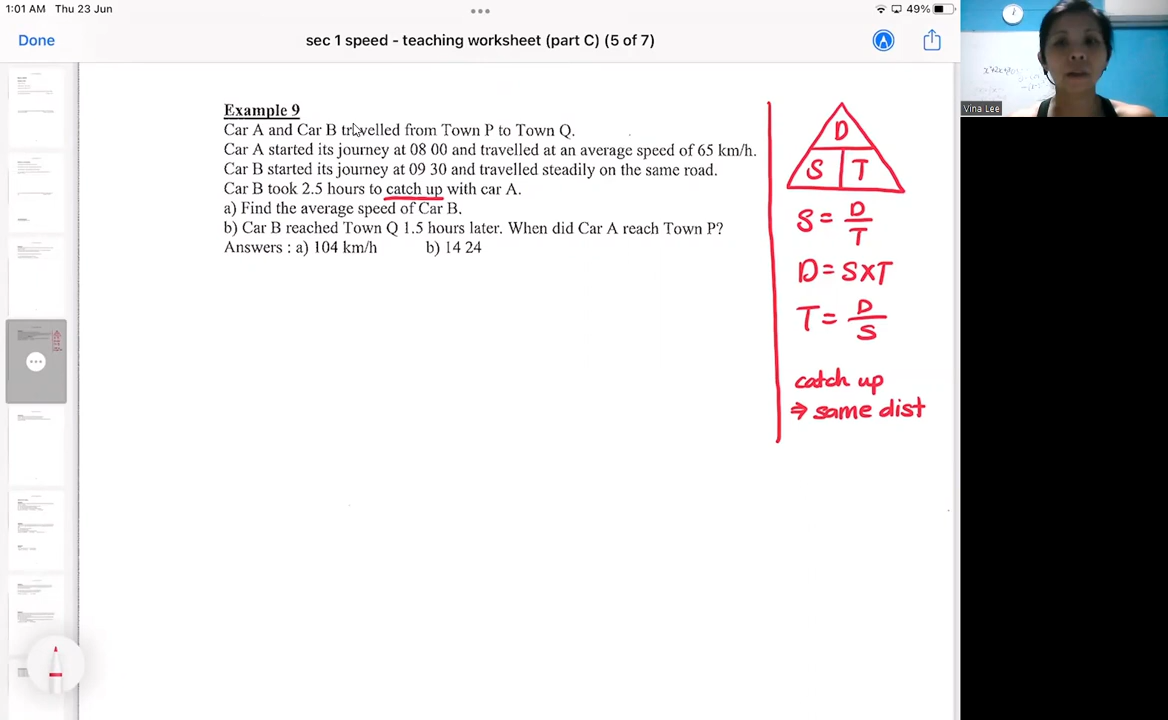 1:01 AM Thu 23 Jun
49%
Done
sec 1 speed - teaching worksheet (part C) (5 of 7)
Vina Lee
Example 9
Car A and Car B travelled from Town P to Town Q.
Car A started its journey at 08 00 and travelled at an average speed of 65 km/h.
Car B started its journey at 09 30 and travelled steadily on the same road.
Car B took 2.5 hours to catch up with car A.
a) Find the average speed of Car B.
b) Car B reached Town Q 1.5 hours later. When did Car A reach Town P?
Answers : a) 104 km/h b) 14 24
D
S T
S = D/T
D = S×T
T = D/S
catch up
⇒ same dist